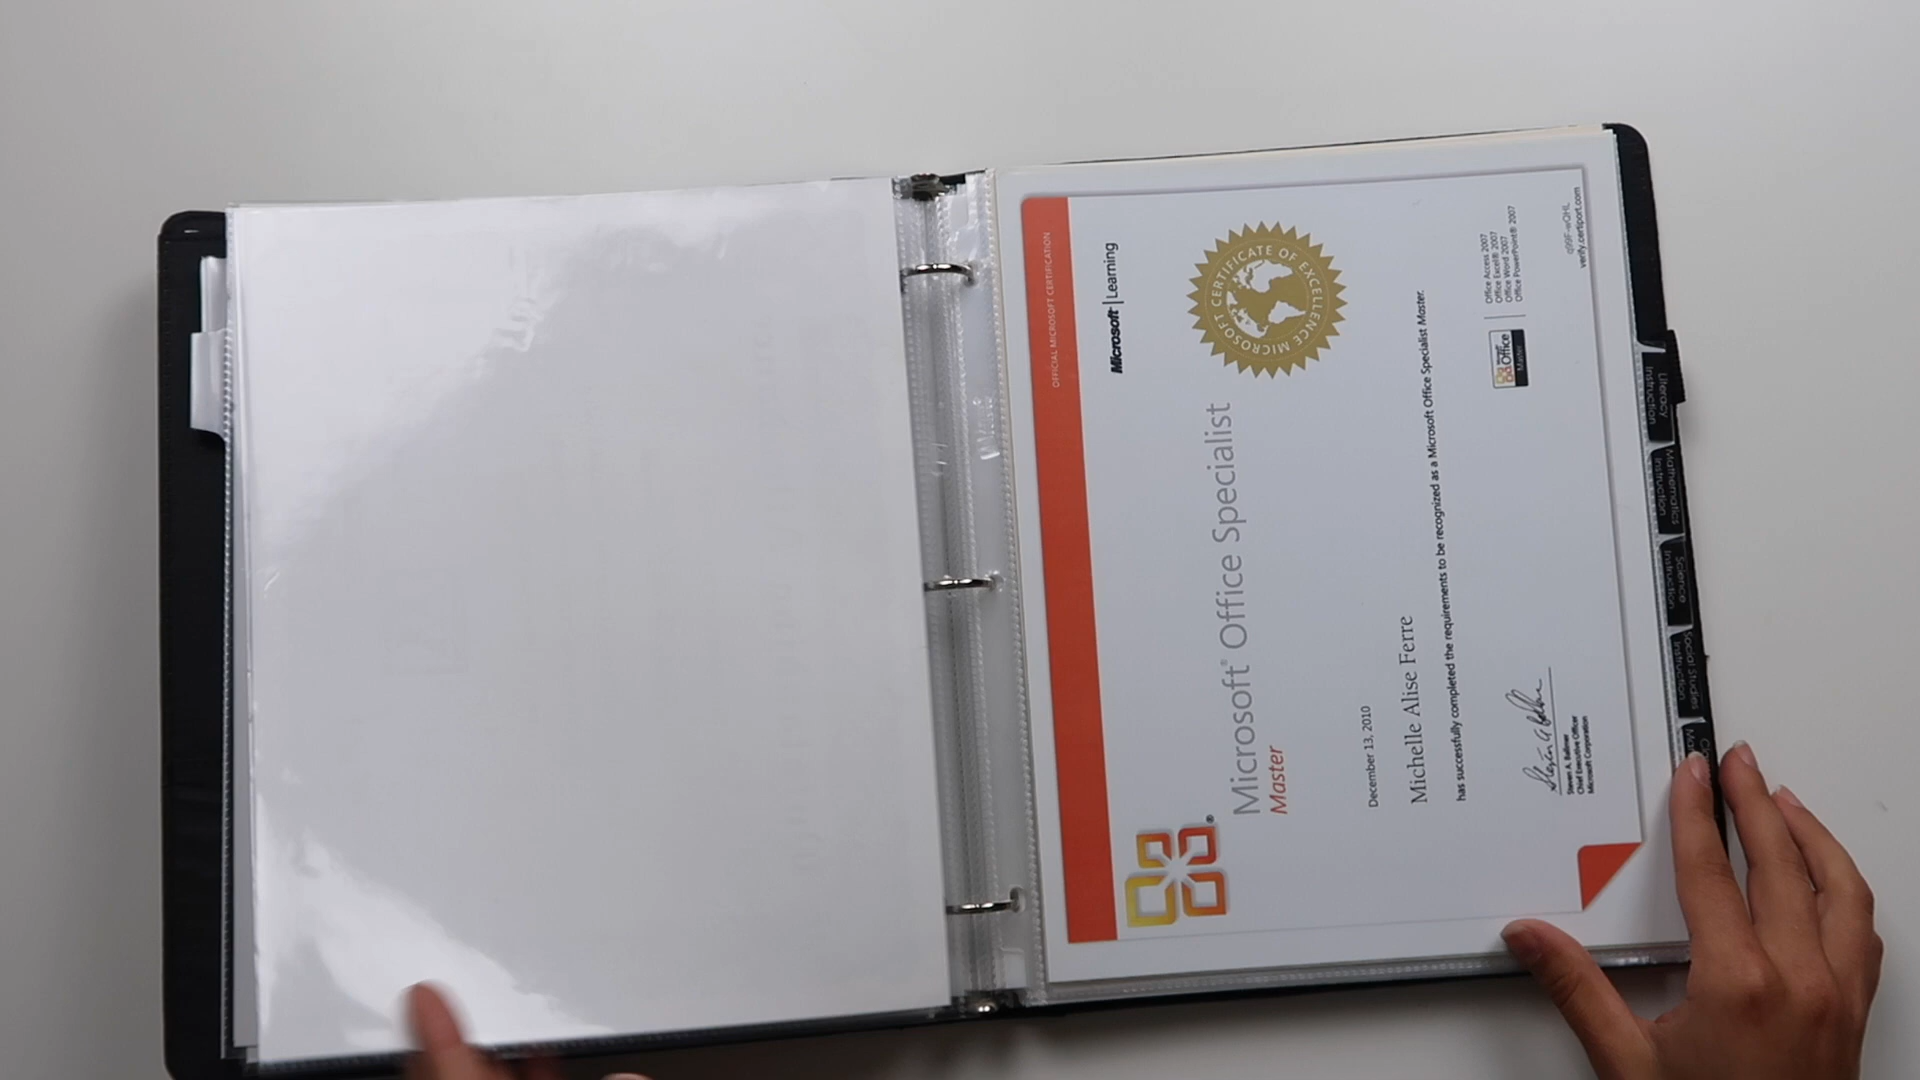 OFFICIAL MICROSOFT CERTIFICATION
Microsoft | Learning
MICROSOFT CERTIFICATE OF EXCELLENCE
Microsoft® Office Specialist
Master
December 13, 2010
Michelle Alise Ferre
has successfully completed the requirements to be recognized as a Microsoft Office Specialist Master.
Steven A. Ballmer
Chief Executive Officer
Microsoft Corporation
Office
Master
Office Access 2007
Office Excel® 2007
Office Word 2007
Office PowerPoint® 2007
verify.certiport.com
Literacy
Instruction
Mathematics
Instruction
Science
Instruction
Social Studies
Instruction